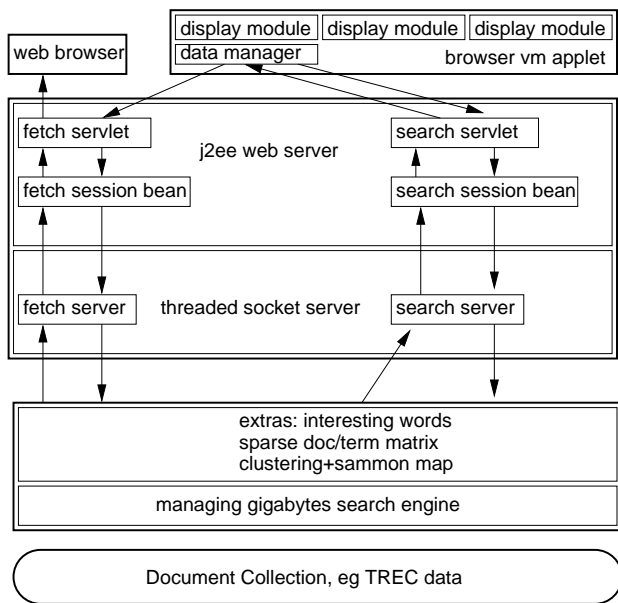 display module
display module
display module
web browser
data manager
browser vm applet
fetch servlet
search servlet
j2ee web server
fetch session bean
search session bean
fetch server
threaded socket server
search server
extras: interesting words
sparse doc/term matrix
clustering+sammon map
managing gigabytes search engine
Document Collection, eg TREC data